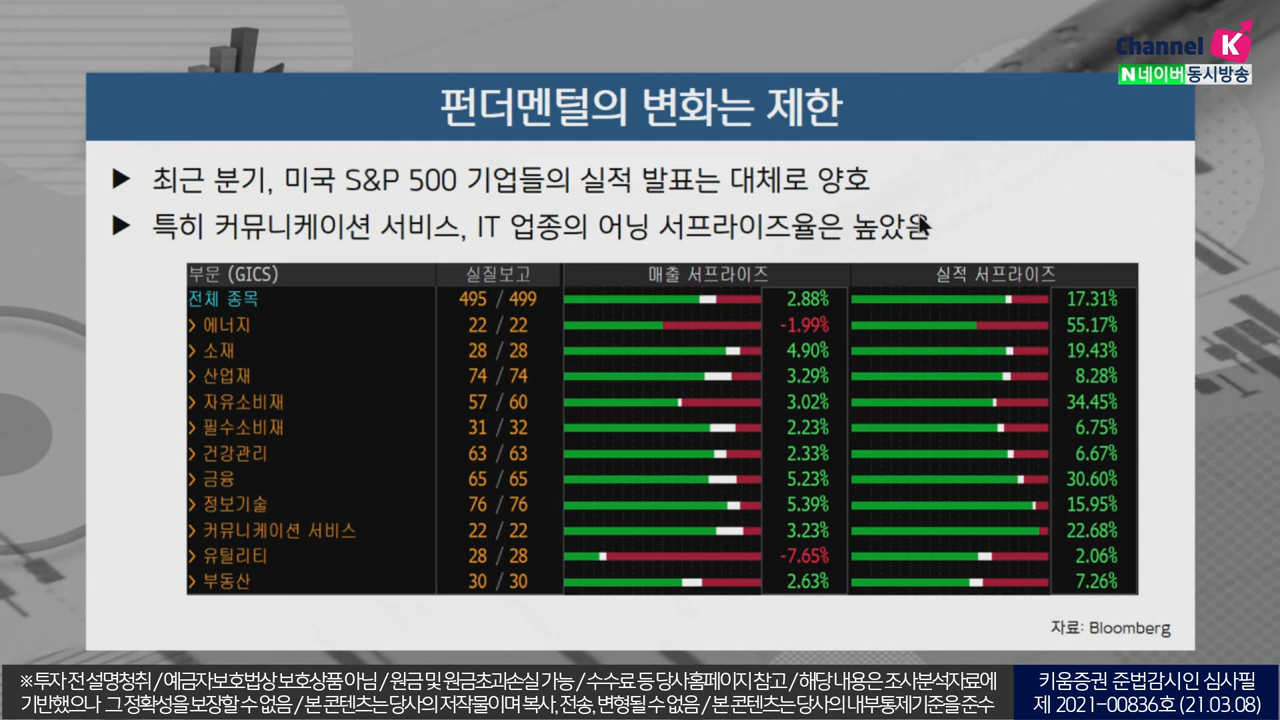 Channel K
N 네이버 동시방송
펀더멘털의 변화는 제한
▶ 최근 분기, 미국 S&P 500 기업들의 실적 발표는 대체로 양호
▶ 특히 커뮤니케이션 서비스, IT 업종의 어닝 서프라이즈율은 높았음
부문 (GICS) 실질보고 매출 서프라이즈 실적 서프라이즈
전체 종목 495 / 499 2.88% 17.31%
> 에너지 22 / 22 -1.99% 55.17%
> 소재 28 / 28 4.90% 19.43%
> 산업재 74 / 74 3.29% 8.28%
> 자유소비재 57 / 60 3.02% 34.45%
> 필수소비재 31 / 32 2.23% 6.75%
> 건강관리 63 / 63 2.33% 6.67%
> 금융 65 / 65 5.23% 30.60%
> 정보기술 76 / 76 5.39% 15.95%
> 커뮤니케이션 서비스 22 / 22 3.23% 22.68%
> 유틸리티 28 / 28 -7.65% 2.06%
> 부동산 30 / 30 2.63% 7.26%
자료: Bloomberg
※투자 전 설명청취 / 예금자보호법상 보호상품 아님 / 원금 및 원금초과손실 가능 / 수수료 등 당사홈페이지 참고 / 해당 내용은 조사분석자료에
기반했으나 그 정확성을 보장할 수 없음 / 본 콘텐츠는 당사의 저작물이며 복사, 전송, 변형될 수 없음 / 본 콘텐츠는 당사의 내부통제기준을 준수
키움증권 준법감시인 심사필
제 2021-00836호 (21.03.08)